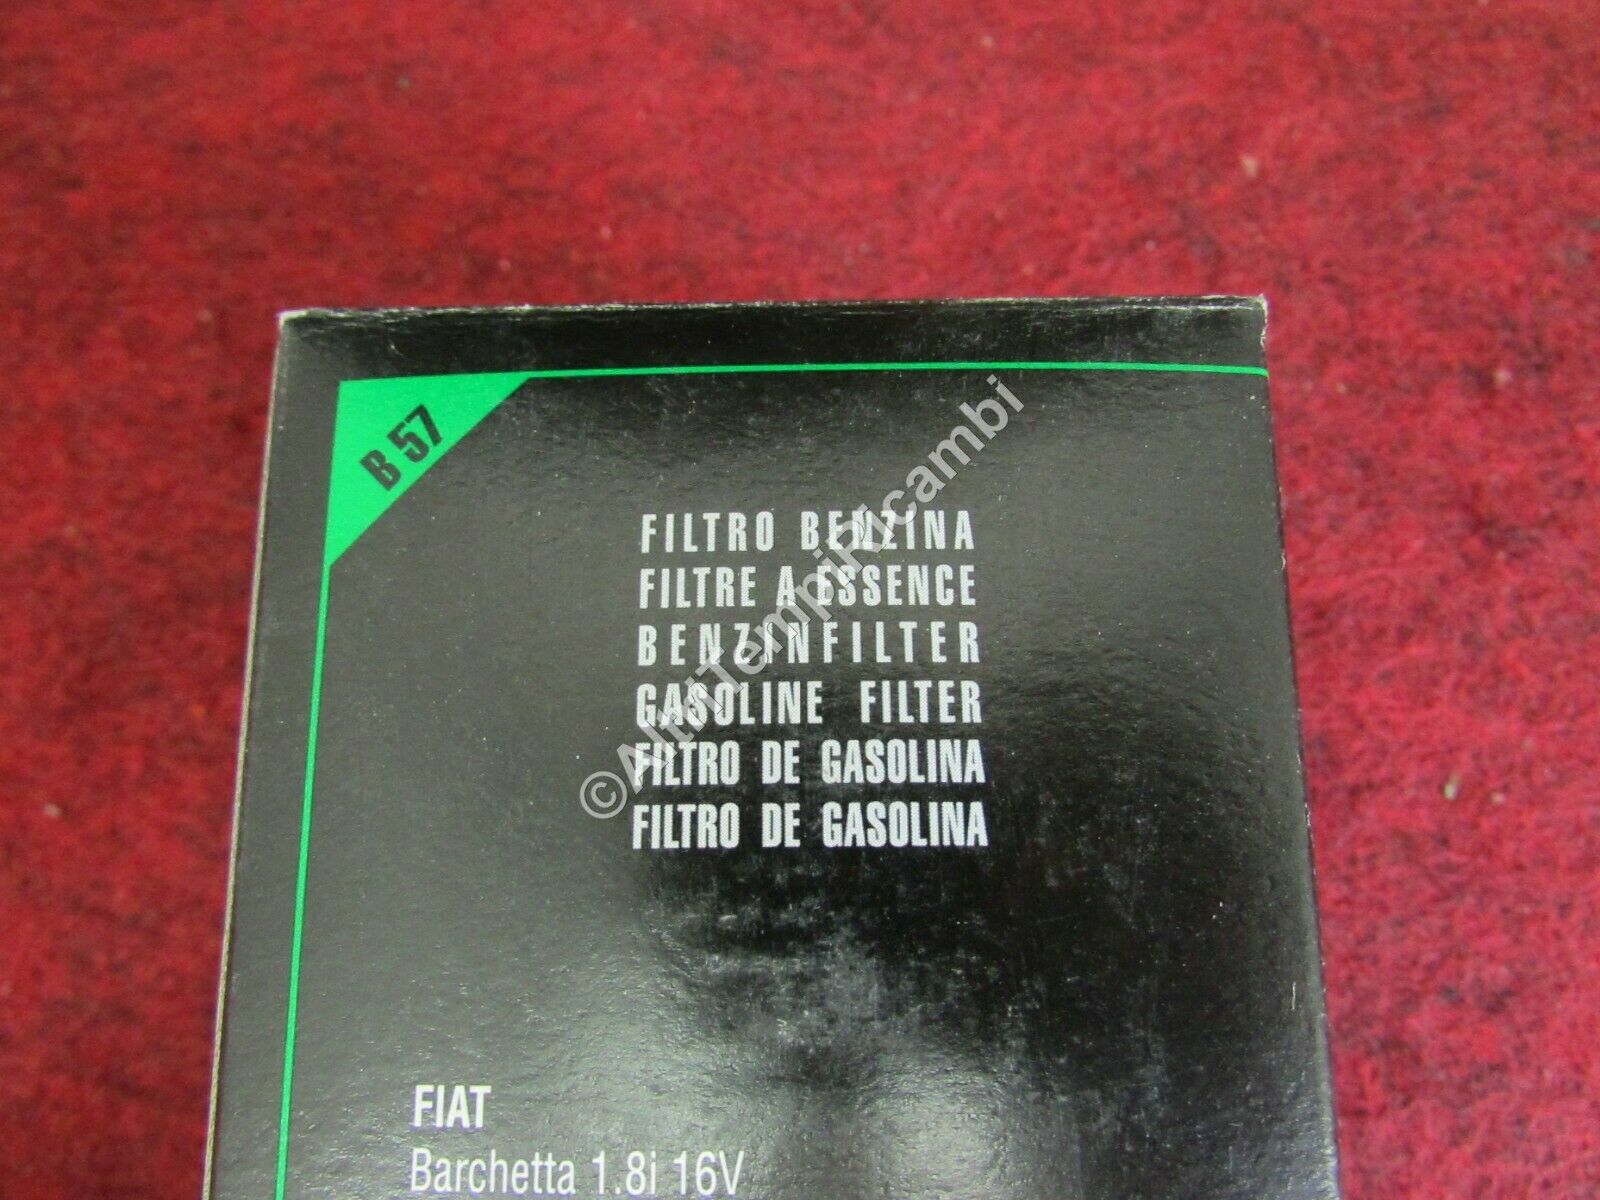 B 57
FILTRO BENZINA
FILTRE A ESSENCE
BENZINFILTER
GASOLINE FILTER
FILTRO DE GASOLINA
FILTRO DE GASOLINA
©AltriTempiRicambi
FIAT
Barchetta 1.8i 16V